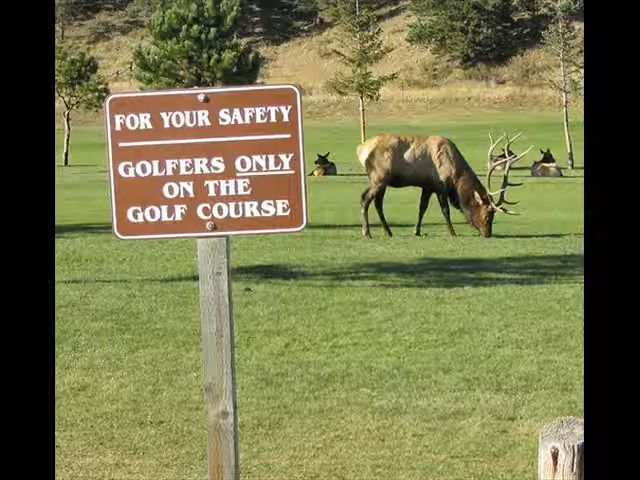 FOR YOUR SAFETY
GOLFERS ONLY
ON THE
GOLF COURSE